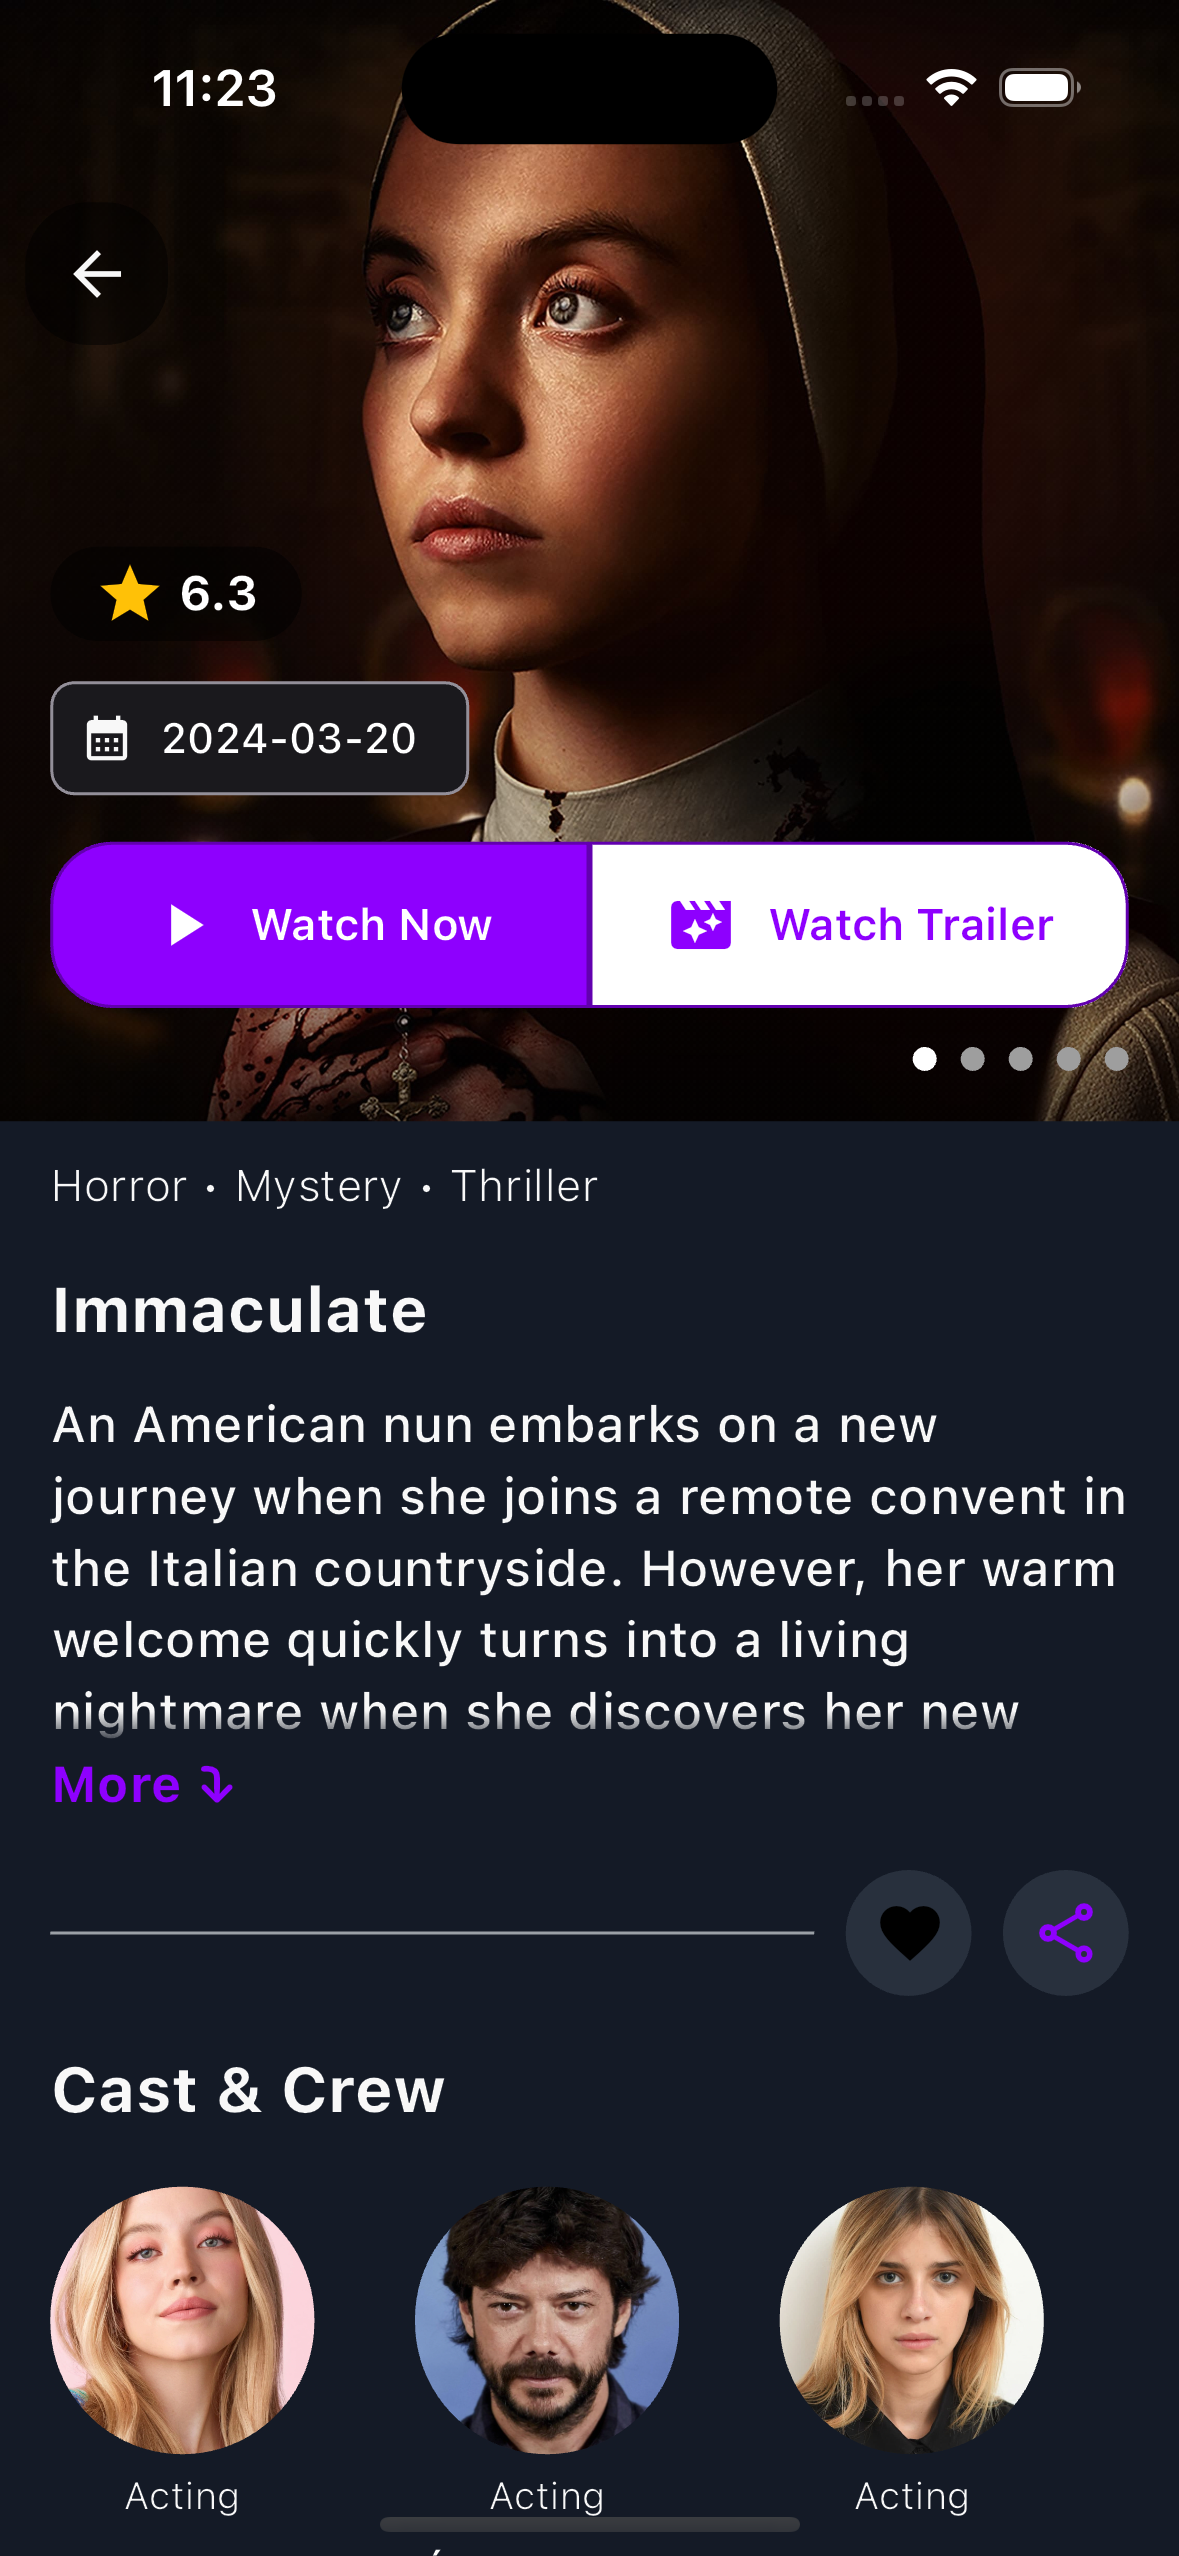 11:23
6.3
2024-03-20
Watch Now
Watch Trailer
Horror • Mystery • Thriller
Immaculate
An American nun embarks on a new
journey when she joins a remote convent in
the Italian countryside. However, her warm
welcome quickly turns into a living
nightmare when she discovers her new
More
Cast & Crew
Acting
Acting
Acting